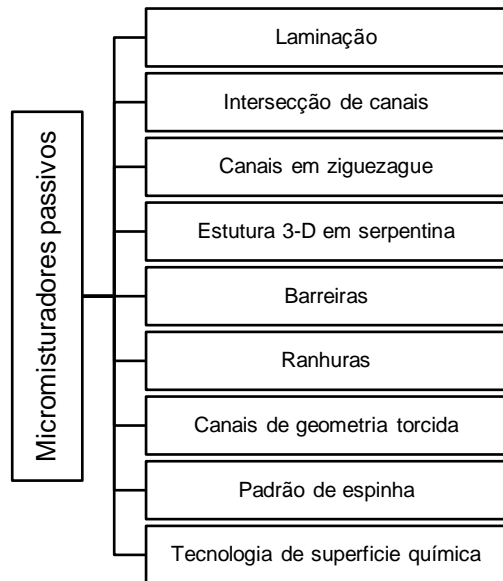 Micromisturadores passivos
Laminação
Intersecção de canais
Canais em ziguezague
Estutura 3-D em serpentina
Barreiras
Ranhuras
Canais de geometria torcida
Padrão de espinha
Tecnologia de superficie química